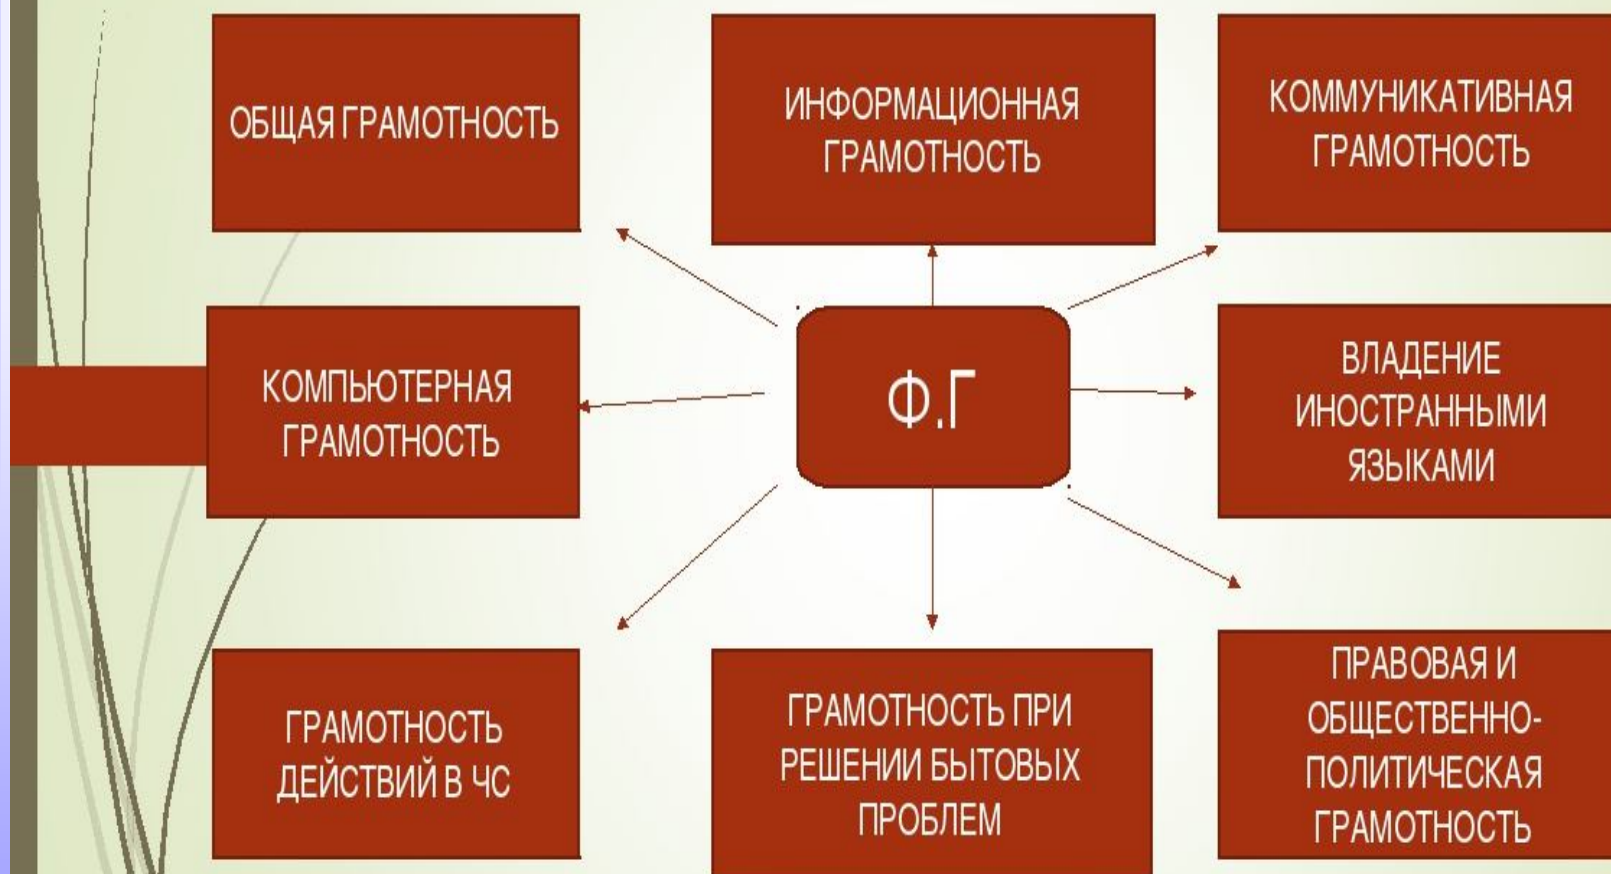 ОБЩАЯ ГРАМОТНОСТЬ
ИНФОРМАЦИОННАЯ
ГРАМОТНОСТЬ
КОММУНИКАТИВНАЯ
ГРАМОТНОСТЬ
КОМПЬЮТЕРНАЯ
ГРАМОТНОСТЬ
Ф.Г
ВЛАДЕНИЕ
ИНОСТРАННЫМИ
ЯЗЫКАМИ
ГРАМОТНОСТЬ
ДЕЙСТВИЙ В ЧС
ГРАМОТНОСТЬ ПРИ
РЕШЕНИИ БЫТОВЫХ
ПРОБЛЕМ
ПРАВОВАЯ И
ОБЩЕСТВЕННО-
ПОЛИТИЧЕСКАЯ
ГРАМОТНОСТЬ